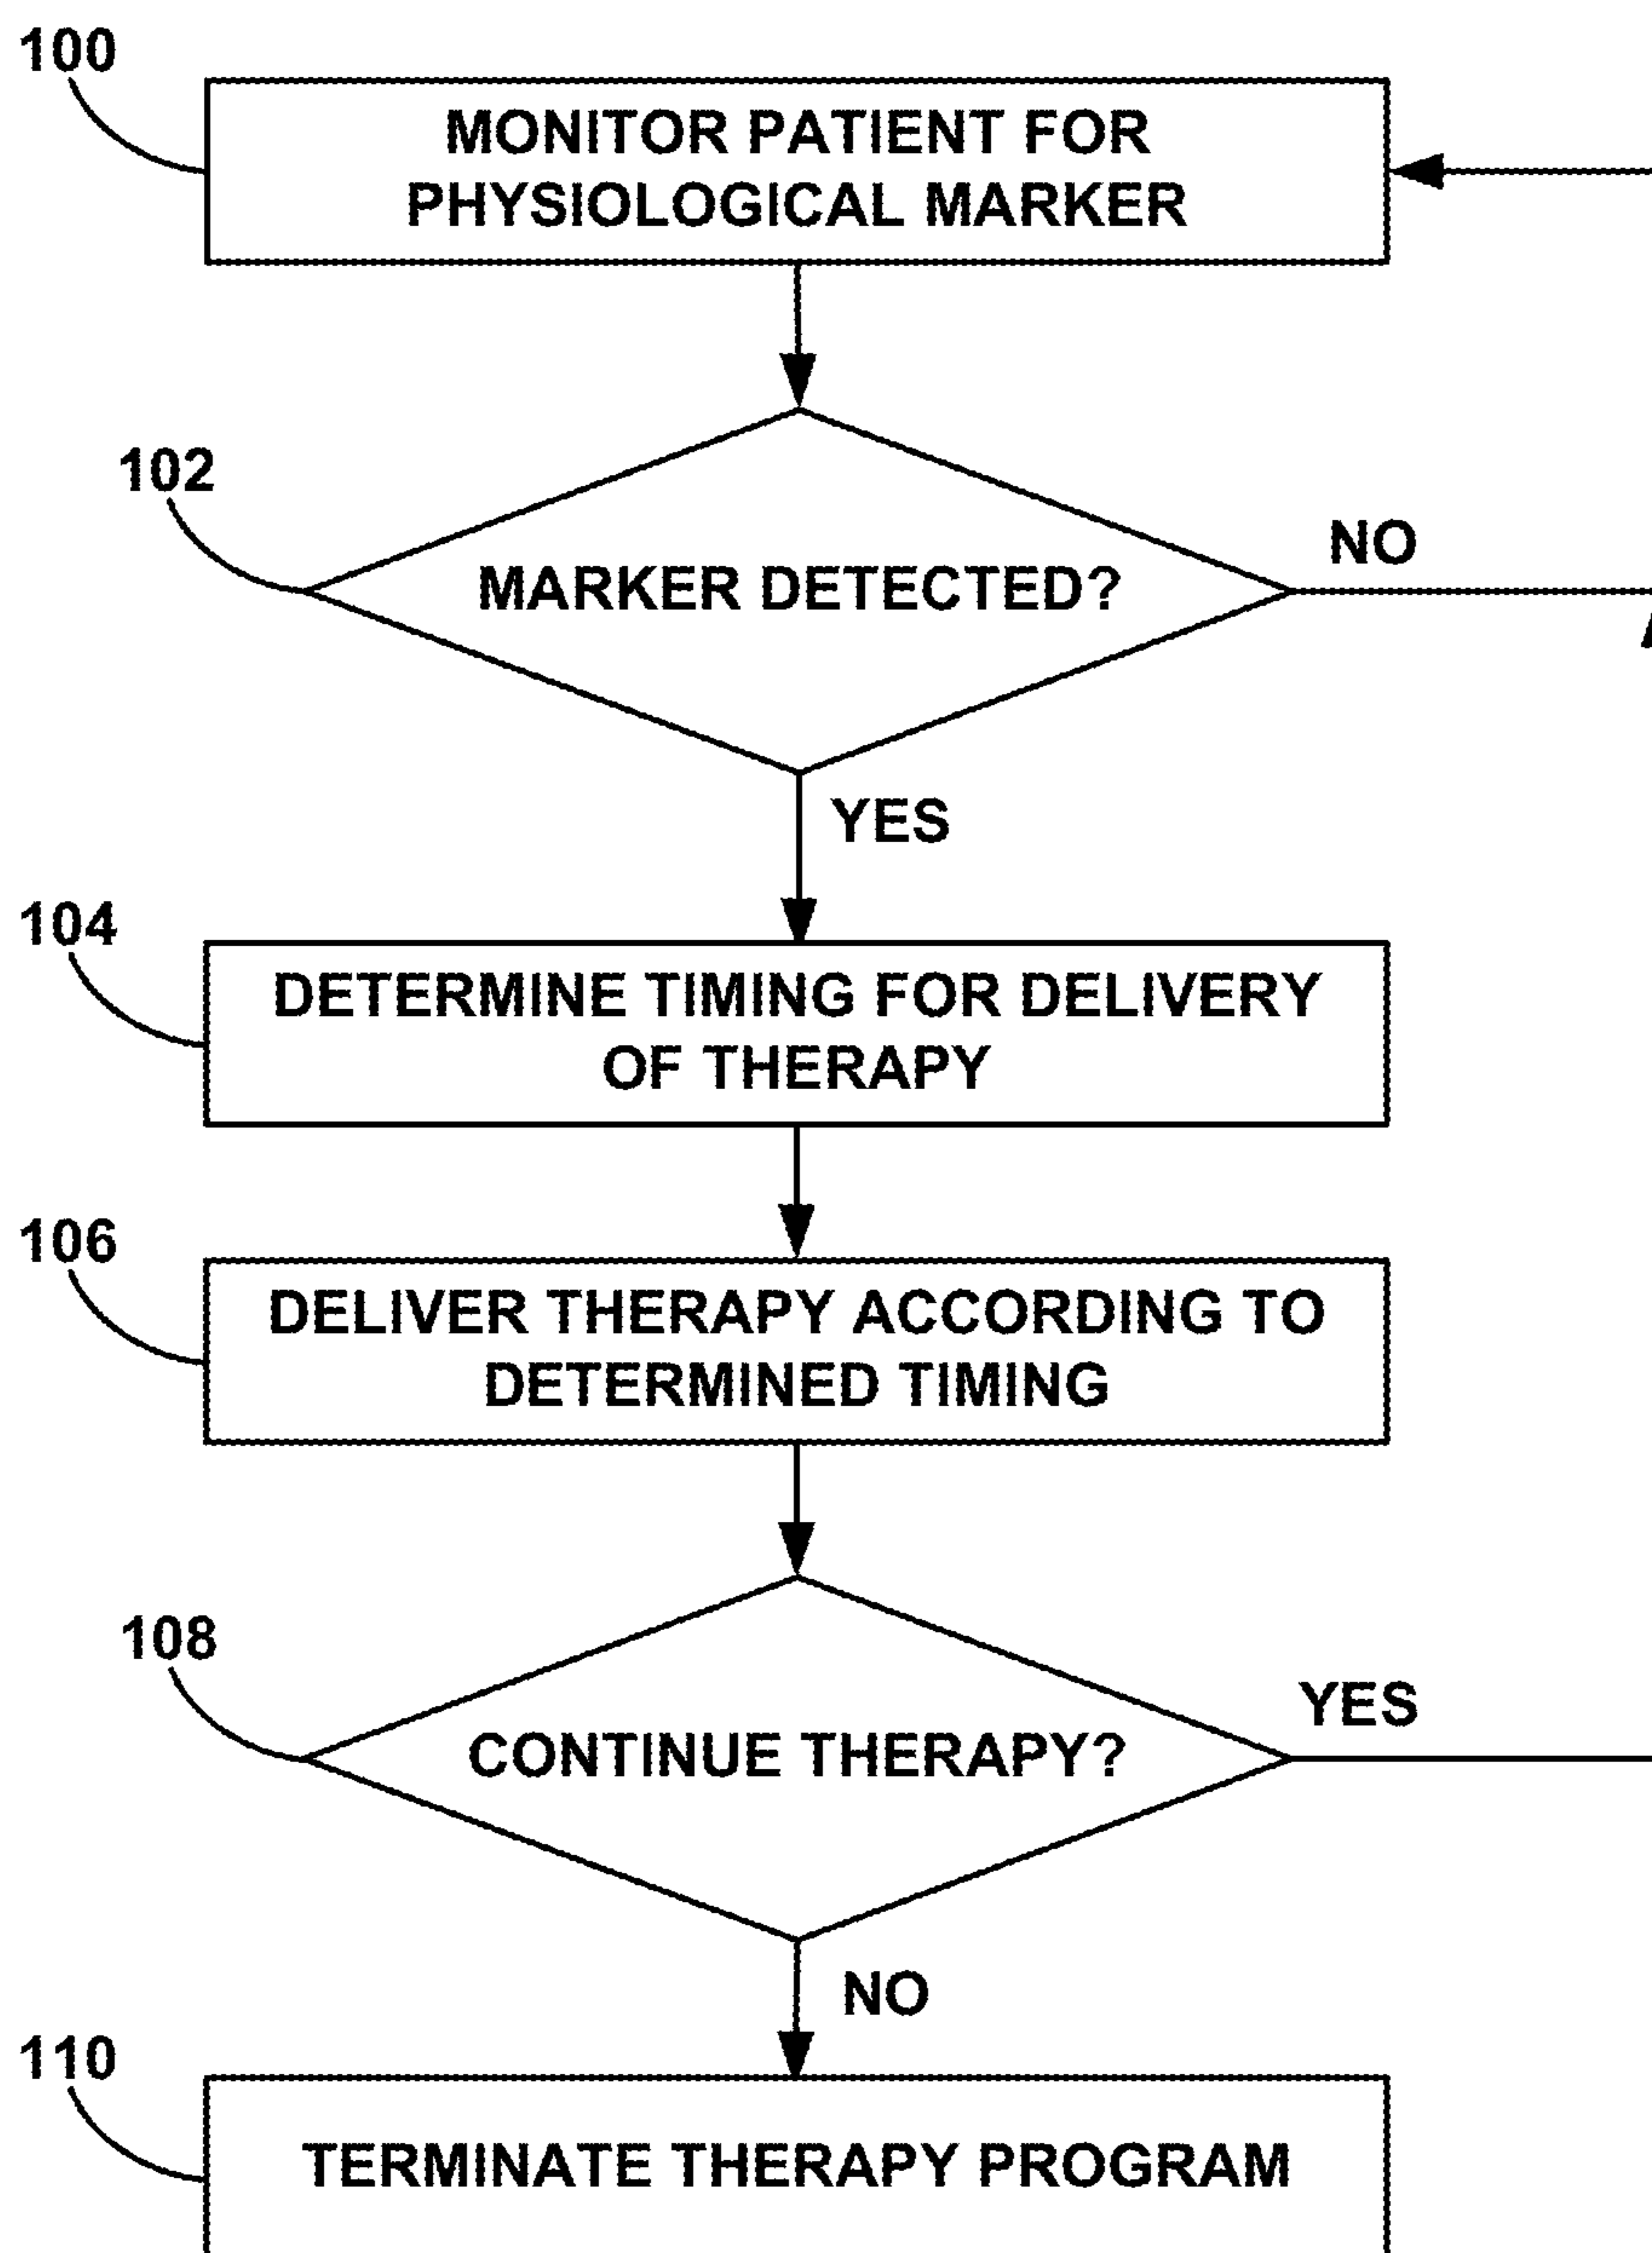 100
MONITOR PATIENT FOR
PHYSIOLOGICAL MARKER
102
MARKER DETECTED?
NO
YES
104
DETERMINE TIMING FOR DELIVERY
OF THERAPY
106
DELIVER THERAPY ACCORDING TO
DETERMINED TIMING
108
CONTINUE THERAPY?
YES
NO
110
TERMINATE THERAPY PROGRAM